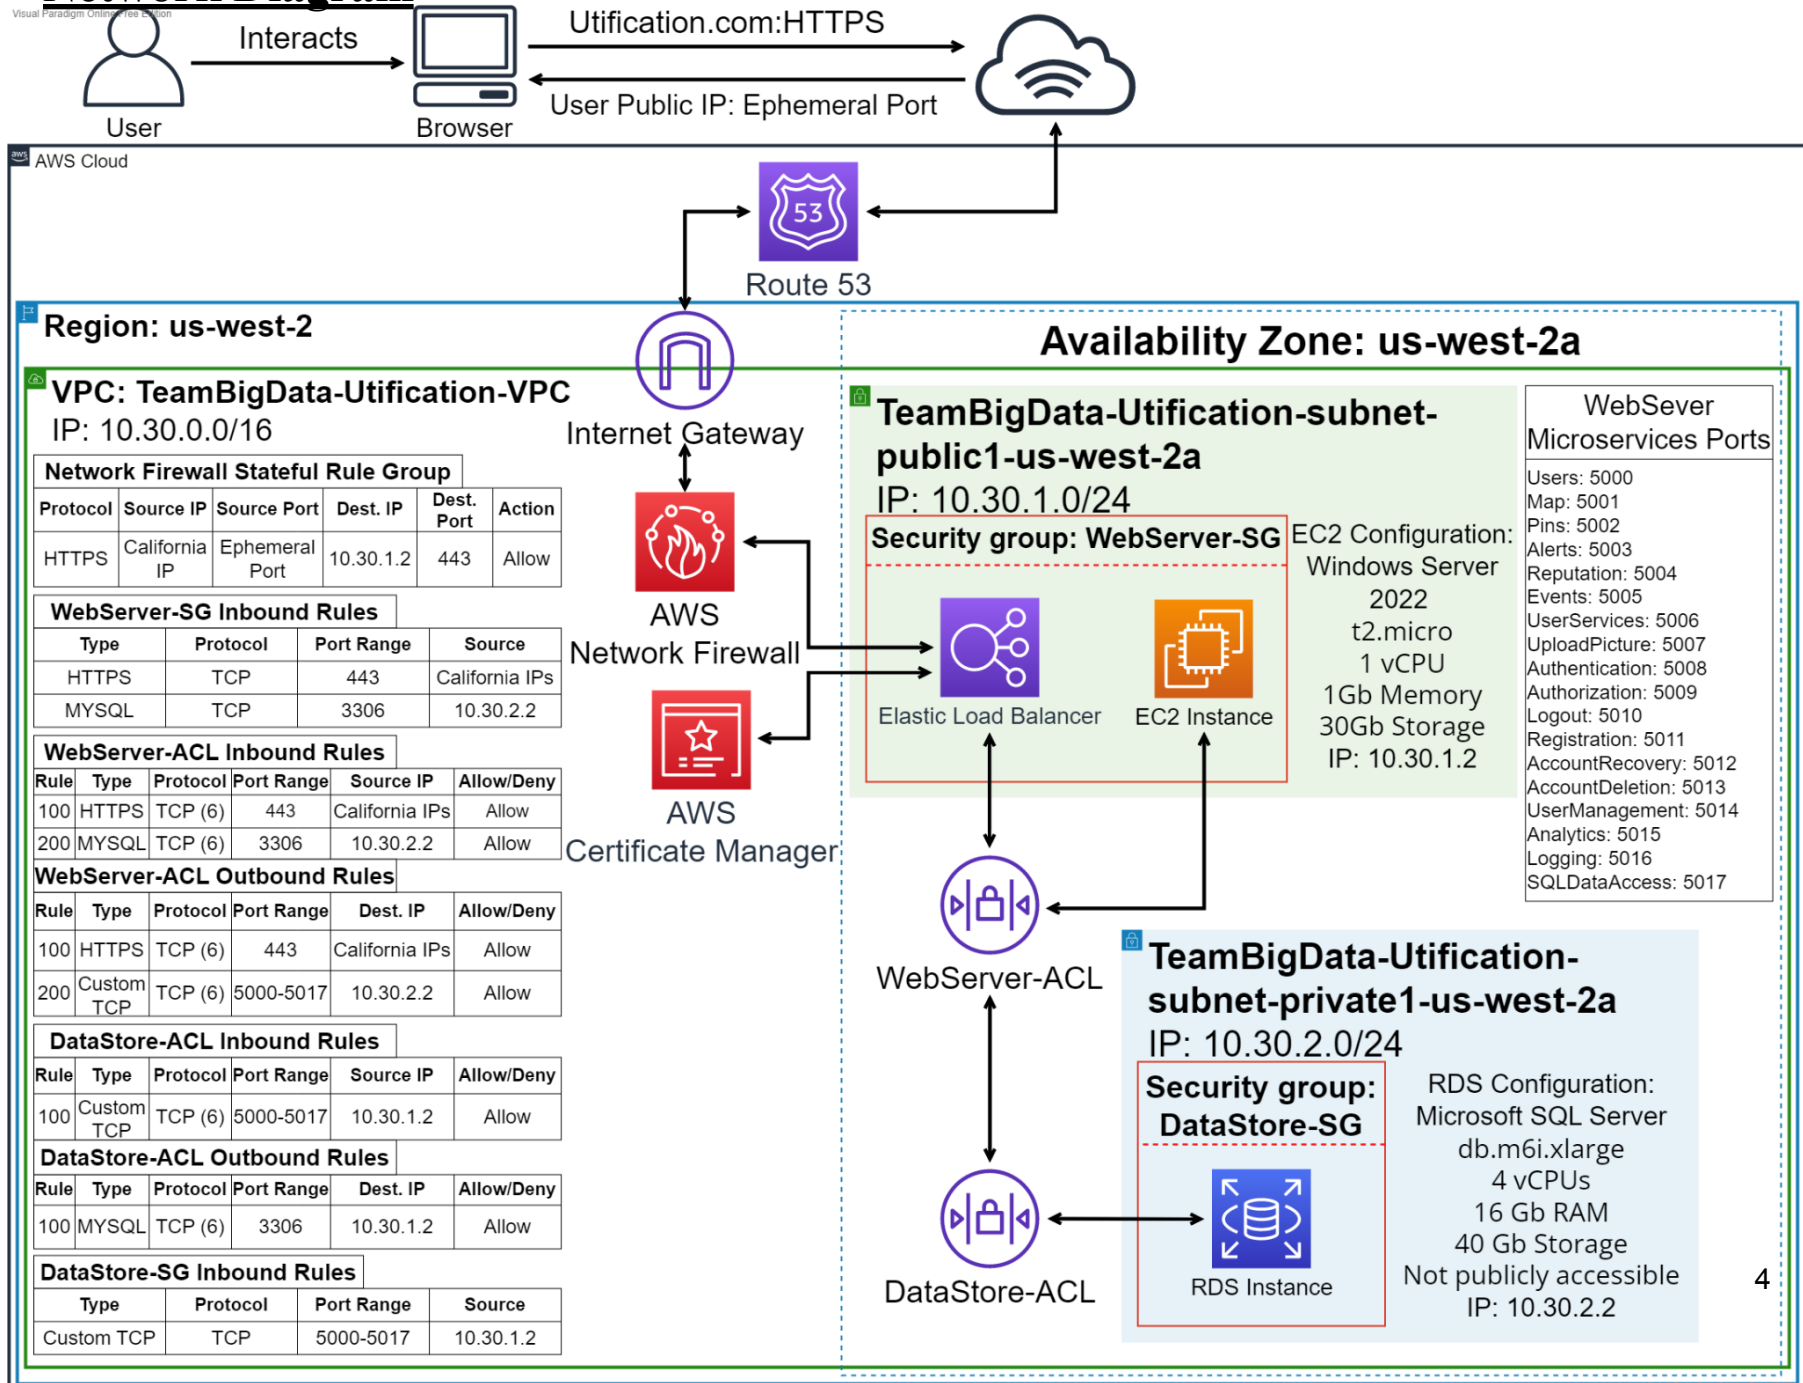 Network Diagram
Visual Paradigm Online Free Edition
Interacts
Utification.com:HTTPS
User Public IP: Ephemeral Port
User
Browser
aws
AWS Cloud
53
Route 53
Region: us-west-2
Availability Zone: us-west-2a
VPC: TeamBigData-Utification-VPC
IP: 10.30.0.0/16
Internet Gateway
Network Firewall Stateful Rule Group
Protocol Source IP Source Port Dest. IP Dest. Port Action
HTTPS California IP Ephemeral Port 10.30.1.2 443 Allow
WebServer-SG Inbound Rules
Type Protocol Port Range Source
HTTPS TCP 443 California IPs
MYSQL TCP 3306 10.30.2.2
WebServer-ACL Inbound Rules
Rule Type Protocol Port Range Source IP Allow/Deny
100 HTTPS TCP (6) 443 California IPs Allow
200 MYSQL TCP (6) 3306 10.30.2.2 Allow
WebServer-ACL Outbound Rules
Rule Type Protocol Port Range Dest. IP Allow/Deny
100 HTTPS TCP (6) 443 California IPs Allow
200 Custom TCP TCP (6) 5000-5017 10.30.2.2 Allow
DataStore-ACL Inbound Rules
Rule Type Protocol Port Range Source IP Allow/Deny
100 Custom TCP TCP (6) 5000-5017 10.30.1.2 Allow
DataStore-ACL Outbound Rules
Rule Type Protocol Port Range Dest. IP Allow/Deny
100 MYSQL TCP (6) 3306 10.30.1.2 Allow
DataStore-SG Inbound Rules
Type Protocol Port Range Source
Custom TCP TCP 5000-5017 10.30.1.2
AWS
Network Firewall
AWS
Certificate Manager
TeamBigData-Utification-subnet-
public1-us-west-2a
IP: 10.30.1.0/24
Security group: WebServer-SG
Elastic Load Balancer
EC2 Instance
EC2 Configuration:
Windows Server
2022
t2.micro
1 vCPU
1Gb Memory
30Gb Storage
IP: 10.30.1.2
WebSever
Microservices Ports
Users: 5000
Map: 5001
Pins: 5002
Alerts: 5003
Reputation: 5004
Events: 5005
UserServices: 5006
UploadPicture: 5007
Authentication: 5008
Authorization: 5009
Logout: 5010
Registration: 5011
AccountRecovery: 5012
AccountDeletion: 5013
UserManagement: 5014
Analytics: 5015
Logging: 5016
SQLDataAccess: 5017
WebServer-ACL
DataStore-ACL
TeamBigData-Utification-
subnet-private1-us-west-2a
IP: 10.30.2.0/24
Security group:
DataStore-SG
RDS Instance
RDS Configuration:
Microsoft SQL Server
db.m6i.xlarge
4 vCPUs
16 Gb RAM
40 Gb Storage
Not publicly accessible
IP: 10.30.2.2
4